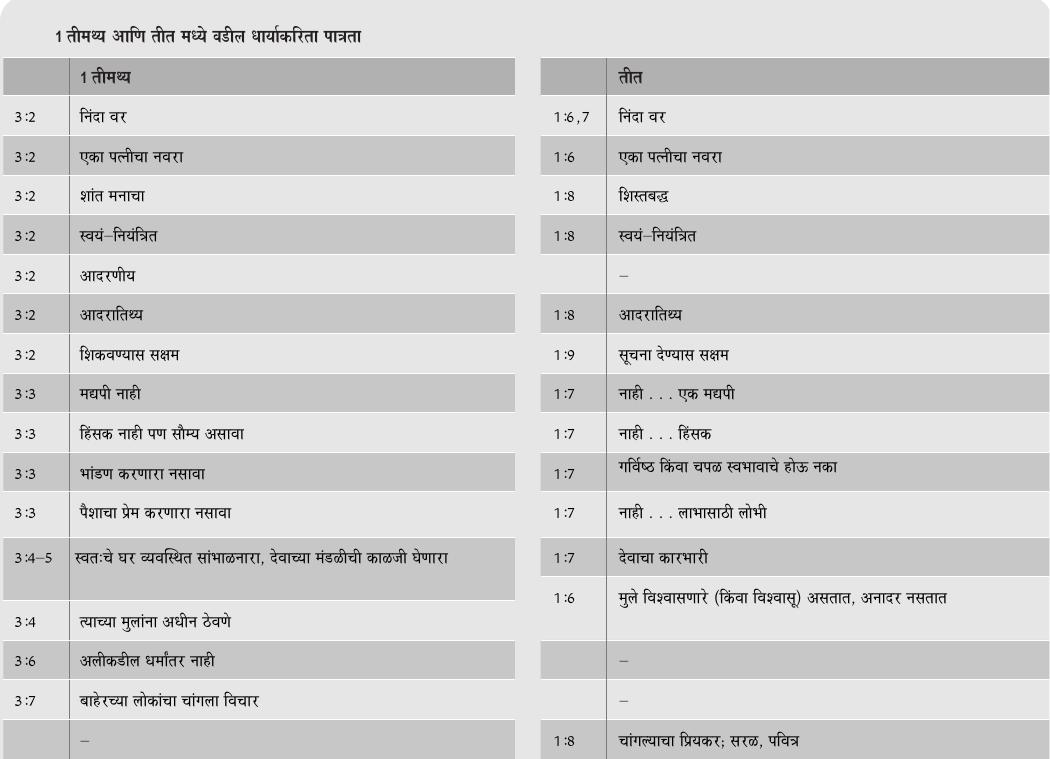 1 तीमथ्य आणि तीत मध्ये वडील धार्याकरिता पात्रता
1 तीमथ्य तीत
3:2 निंदा वर 1:6,7 निंदा वर
3:2 एका पत्नीचा नवरा 1:6 एका पत्नीचा नवरा
3:2 शांत मनाचा 1:8 शिस्तबद्ध
3:2 स्वयं–नियंत्रित 1:8 स्वयं–नियंत्रित
3:2 आदरणीय –
3:2 आदरातिथ्य 1:8 आदरातिथ्य
3:2 शिकवण्यास सक्षम 1:9 सूचना देण्यास सक्षम
3:3 मद्यपी नाही 1:7 नाही . . . एक मद्यपी
3:3 हिंसक नाही पण सौम्य असावा 1:7 नाही . . . हिंसक
3:3 भांडण करणारा नसावा 1:7 गर्विष्ठ किंवा चपळ स्वभावाचे होऊ नका
3:3 पैशाचा प्रेम करणारा नसावा 1:7 नाही . . . लाभासाठी लोभी
3:4–5 स्वतःचे घर व्यवस्थित सांभाळनारा, देवाच्या मंडळीची काळजी घेणारा 1:7 देवाचा कारभारी
3:4 त्याच्या मुलांना अधीन ठेवणे 1:6 मुले विश्वासणारे (किंवा विश्वासू) असतात, अनादर नसतात
3:6 अलीकडील धर्मांतर नाही –
3:7 बाहेरच्या लोकांचा चांगला विचार –
– 1:8 चांगल्याचा प्रियकर; सरळ, पवित्र